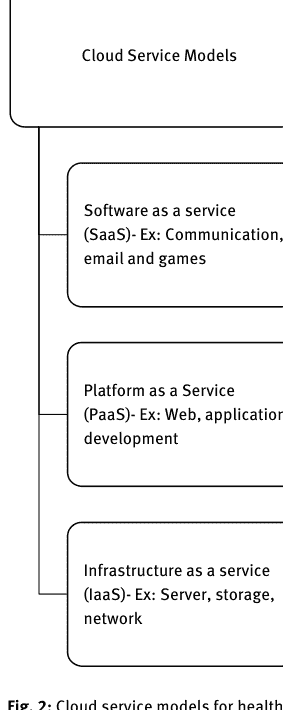 Cloud Service Models
Software as a service
(SaaS)- Ex: Communication,
email and games
Platform as a Service
(PaaS)- Ex: Web, application
development
Infrastructure as a service
(IaaS)- Ex: Server, storage,
network
Fig. 2: Cloud service models for health